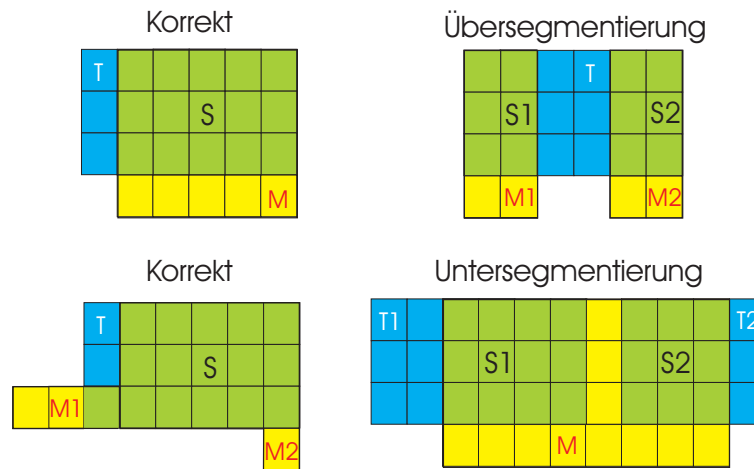 Korrekt
Übersegmentierung
T
T
S
S1
S2
M
M1
M2
Korrekt
Untersegmentierung
T
T1
T2
S
S1
S2
M1
M
M2